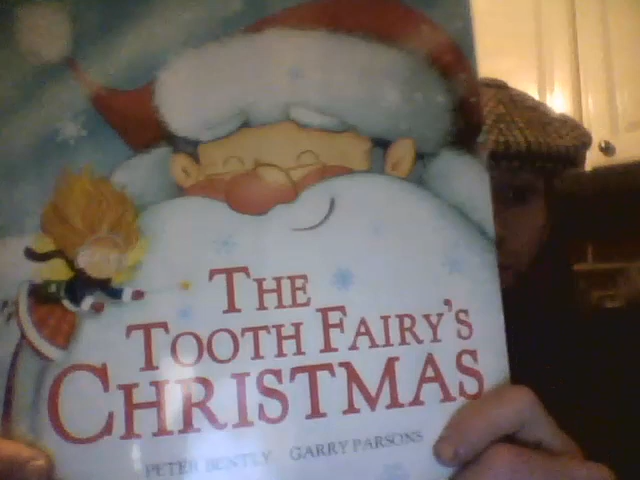 THE
TOOTH FAIRY'S
CHRISTMAS
PETER BENTLY GARRY PARSONS